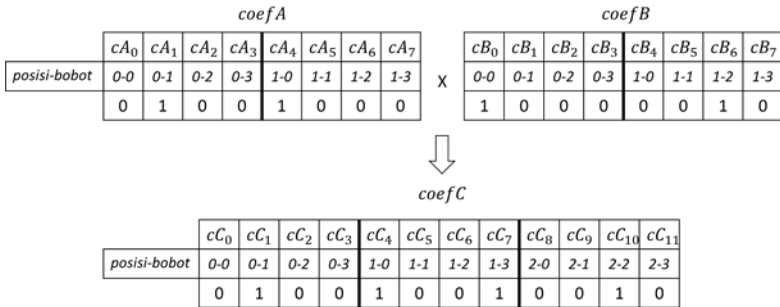 coefA coefB
cA₀ cA₁ cA₂ cA₃ cA₄ cA₅ cA₆ cA₇ cB₀ cB₁ cB₂ cB₃ cB₄ cB₅ cB₆ cB₇
posisi-bobot 0-0 0-1 0-2 0-3 1-0 1-1 1-2 1-3 X 0-0 0-1 0-2 0-3 1-0 1-1 1-2 1-3
0 1 0 0 1 0 0 0 1 0 0 0 0 0 1 0
coefC
cC₀ cC₁ cC₂ cC₃ cC₄ cC₅ cC₆ cC₇ cC₈ cC₉ cC₁₀ cC₁₁
posisi-bobot 0-0 0-1 0-2 0-3 1-0 1-1 1-2 1-3 2-0 2-1 2-2 2-3
0 1 0 0 1 0 0 1 0 0 1 0